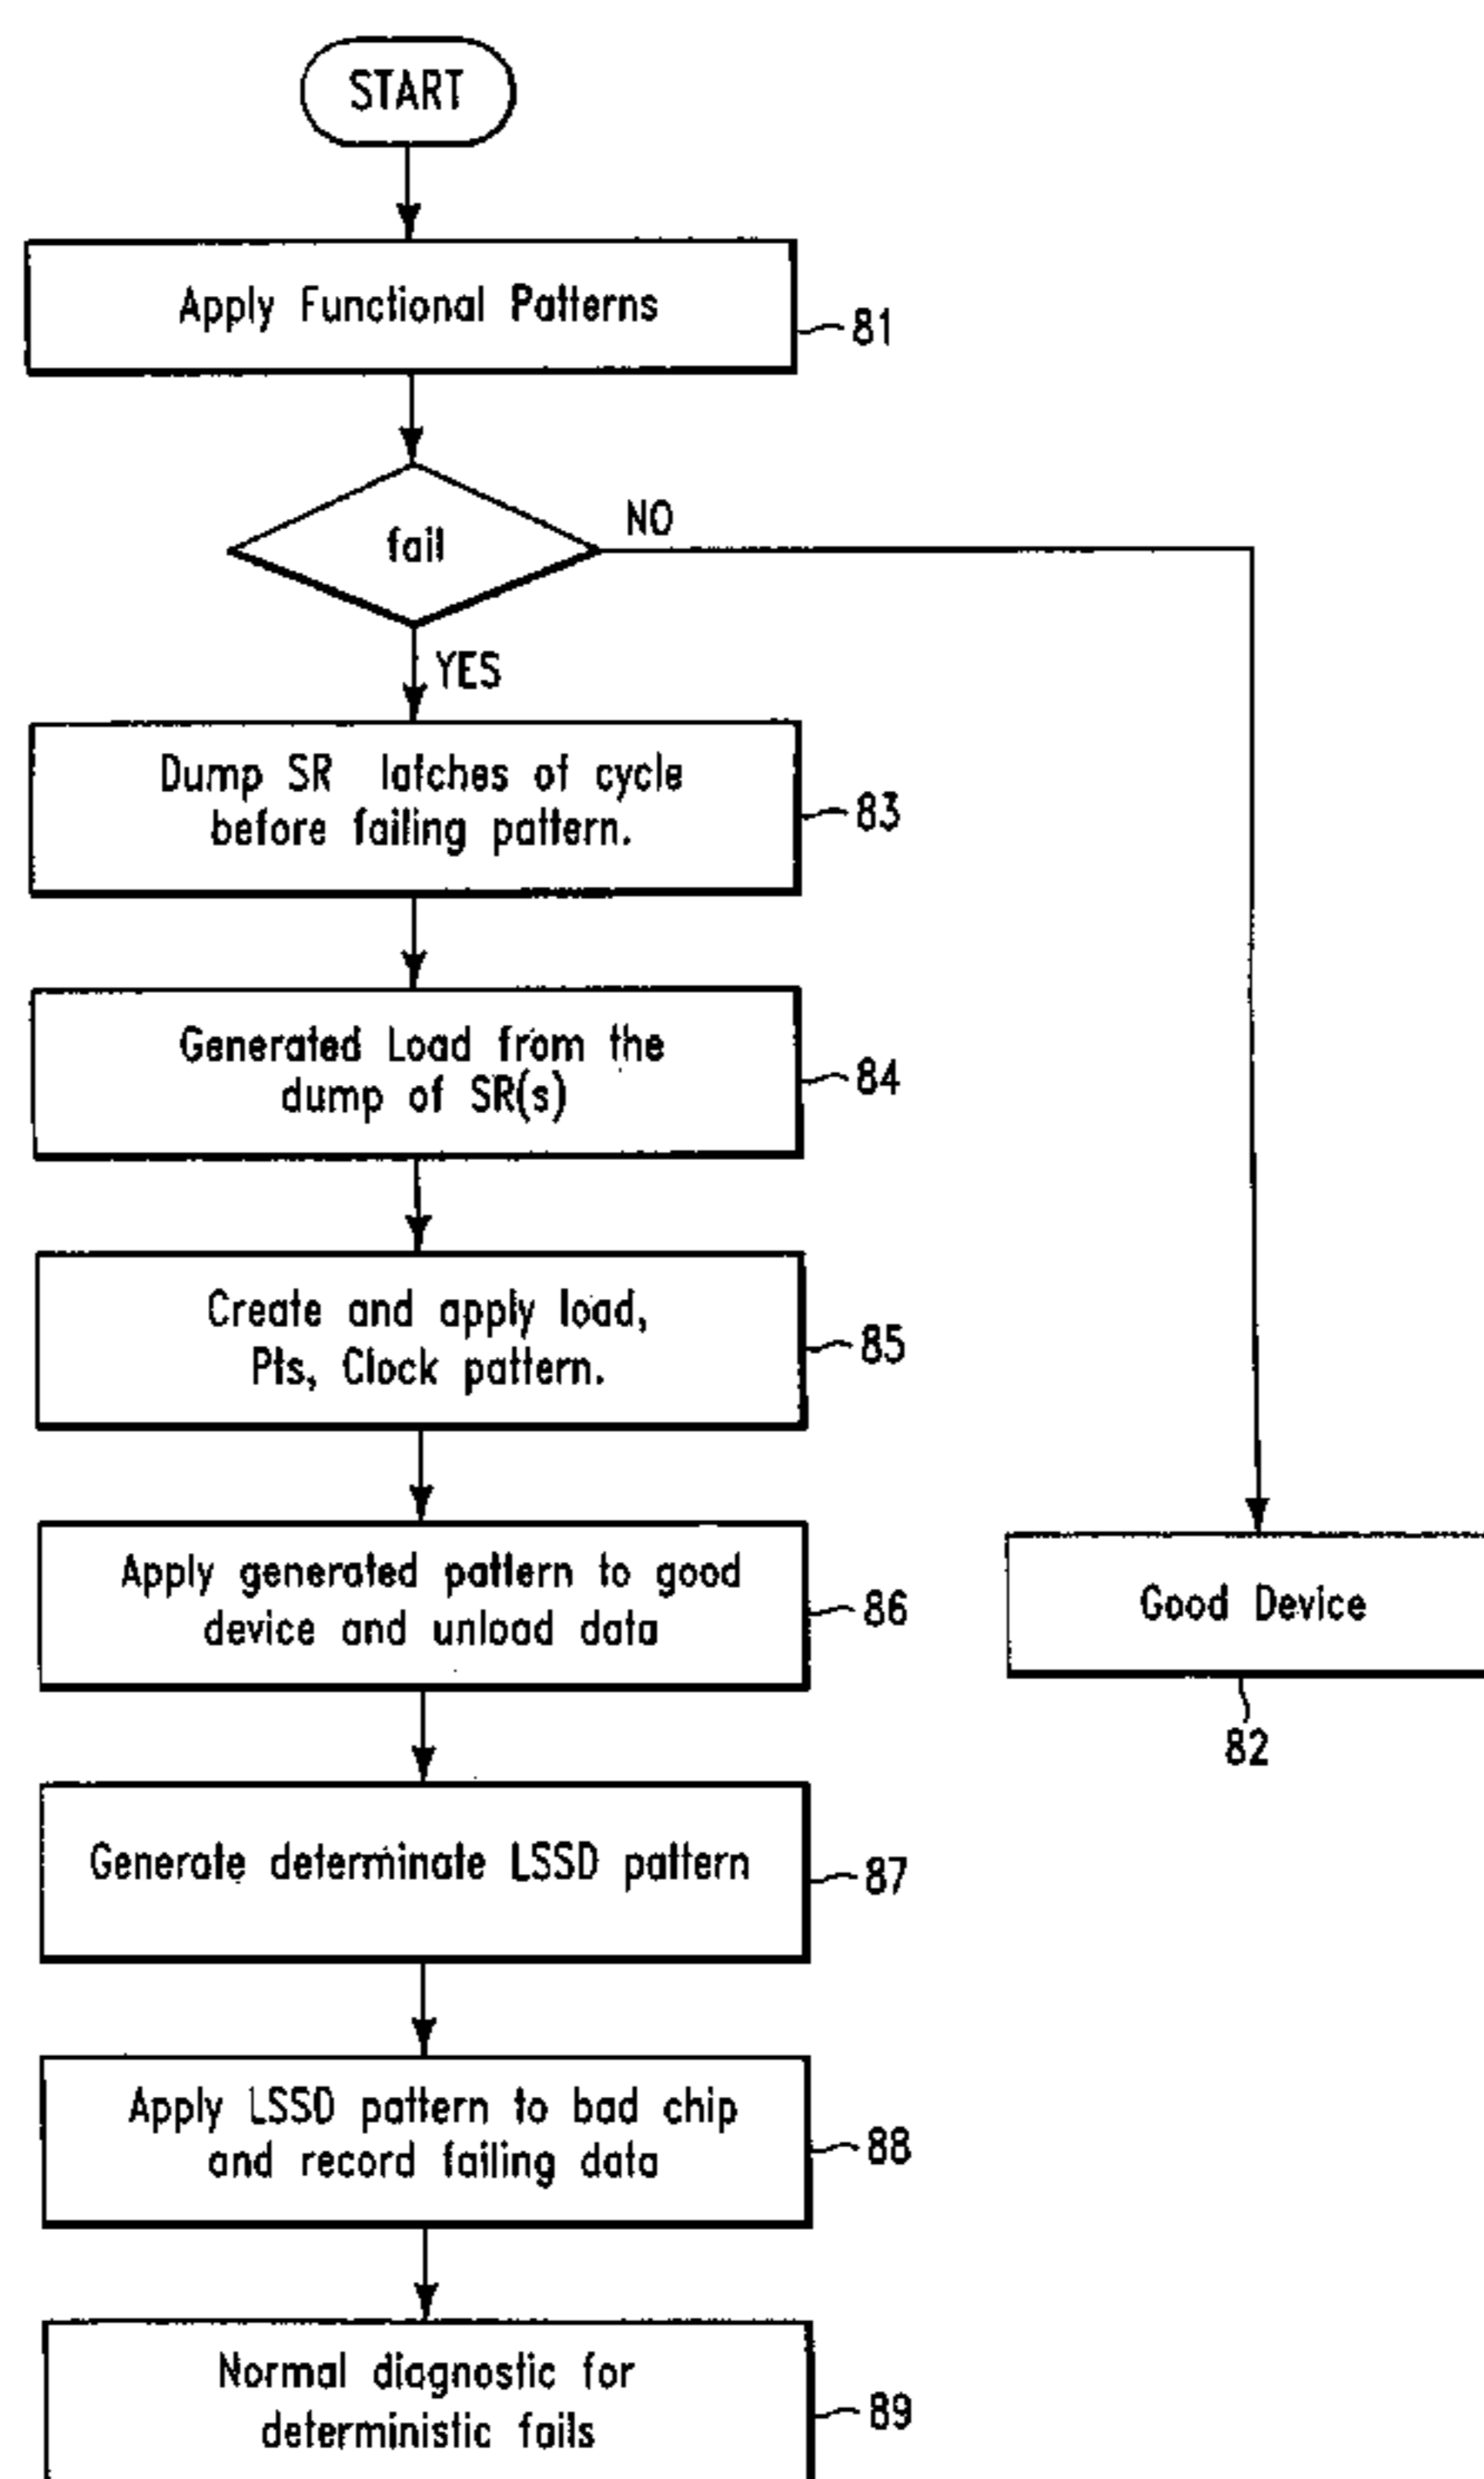 START
Apply Functional Patterns
81
fail
NO
YES
Dump SR latches of cycle
before failing pattern.
83
Generated Load from the
dump of SR(s)
84
Create and apply load,
PIs, Clock pattern.
85
Apply generated pattern to good
device and unload data
86
Good Device
82
Generate determinate LSSD pattern
87
Apply LSSD pattern to bad chip
and record failing data
88
Normal diagnostic for
deterministic fails
89